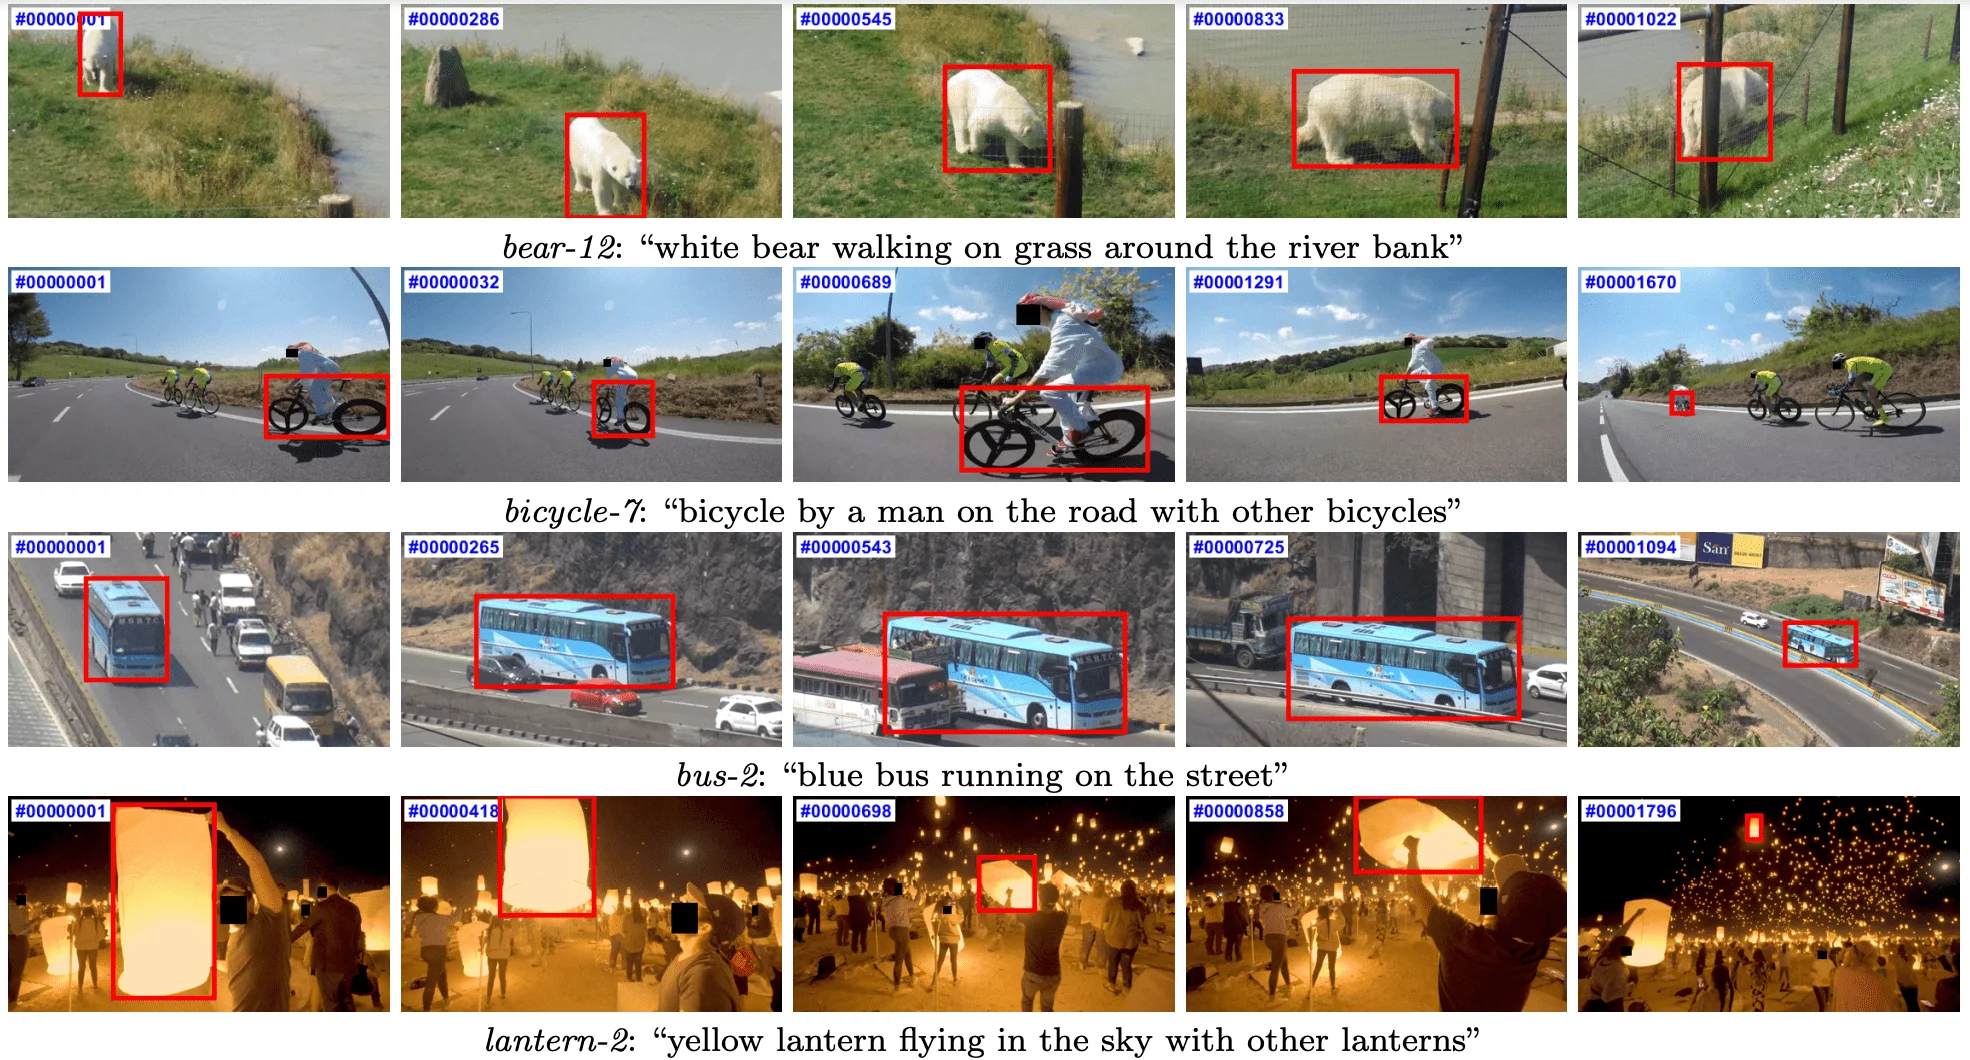 #00000001 #00000286 #00000545 #00000833 #00001022
bear-12: “white bear walking on grass around the river bank”
#00000001 #00000032 #00000689 #00001291 #00001670
bicycle-7: “bicycle by a man on the road with other bicycles”
#00000001 #00000265 #00000543 #00000725 #00001094
San
M.S.R.T.C.
bus-2: “blue bus running on the street”
#00000001 #00000418 #00000698 #00000858 #00001796
lantern-2: “yellow lantern flying in the sky with other lanterns”